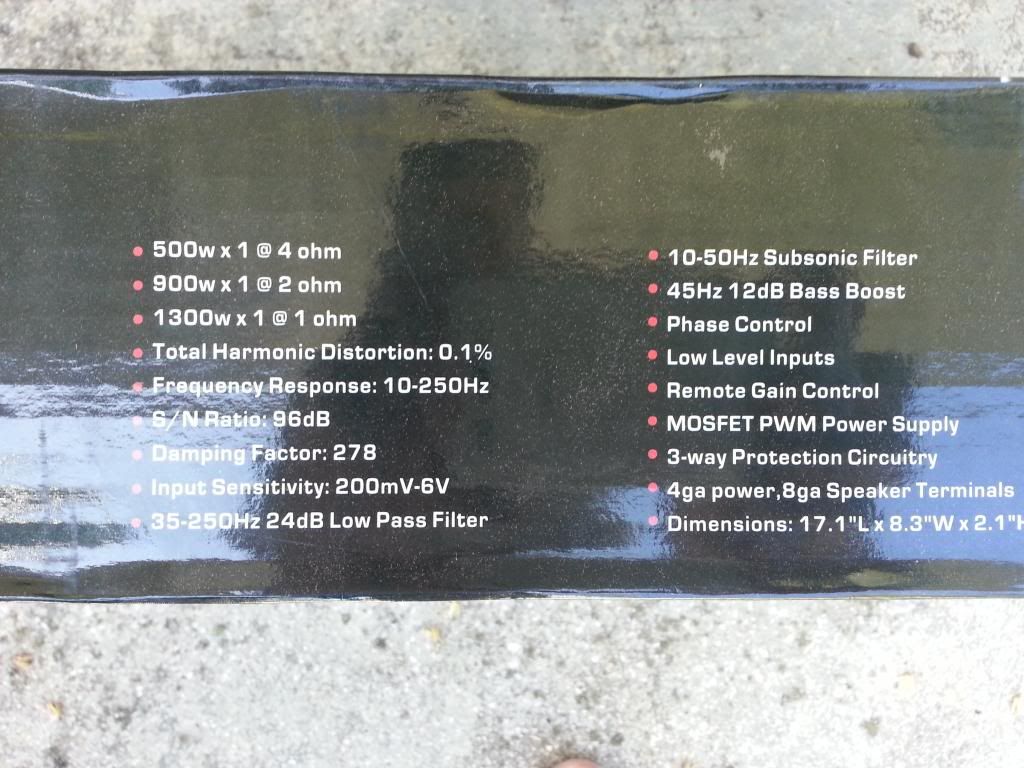 500w x 1 @ 4 ohm
900w x 1 @ 2 ohm
1300w x 1 @ 1 ohm
Total Harmonic Distortion: 0.1%
Frequency Response: 10-250Hz
S/N Ratio: 96dB
Damping Factor: 278
Input Sensitivity: 200mV-6V
35-250Hz 24dB Low Pass Filter
10-50Hz Subsonic Filter
45Hz 12dB Bass Boost
Phase Control
Low Level Inputs
Remote Gain Control
MOSFET PWM Power Supply
3-way Protection Circuitry
4ga power,8ga Speaker Terminals
Dimensions: 17.1"L x 8.3"W x 2.1"H